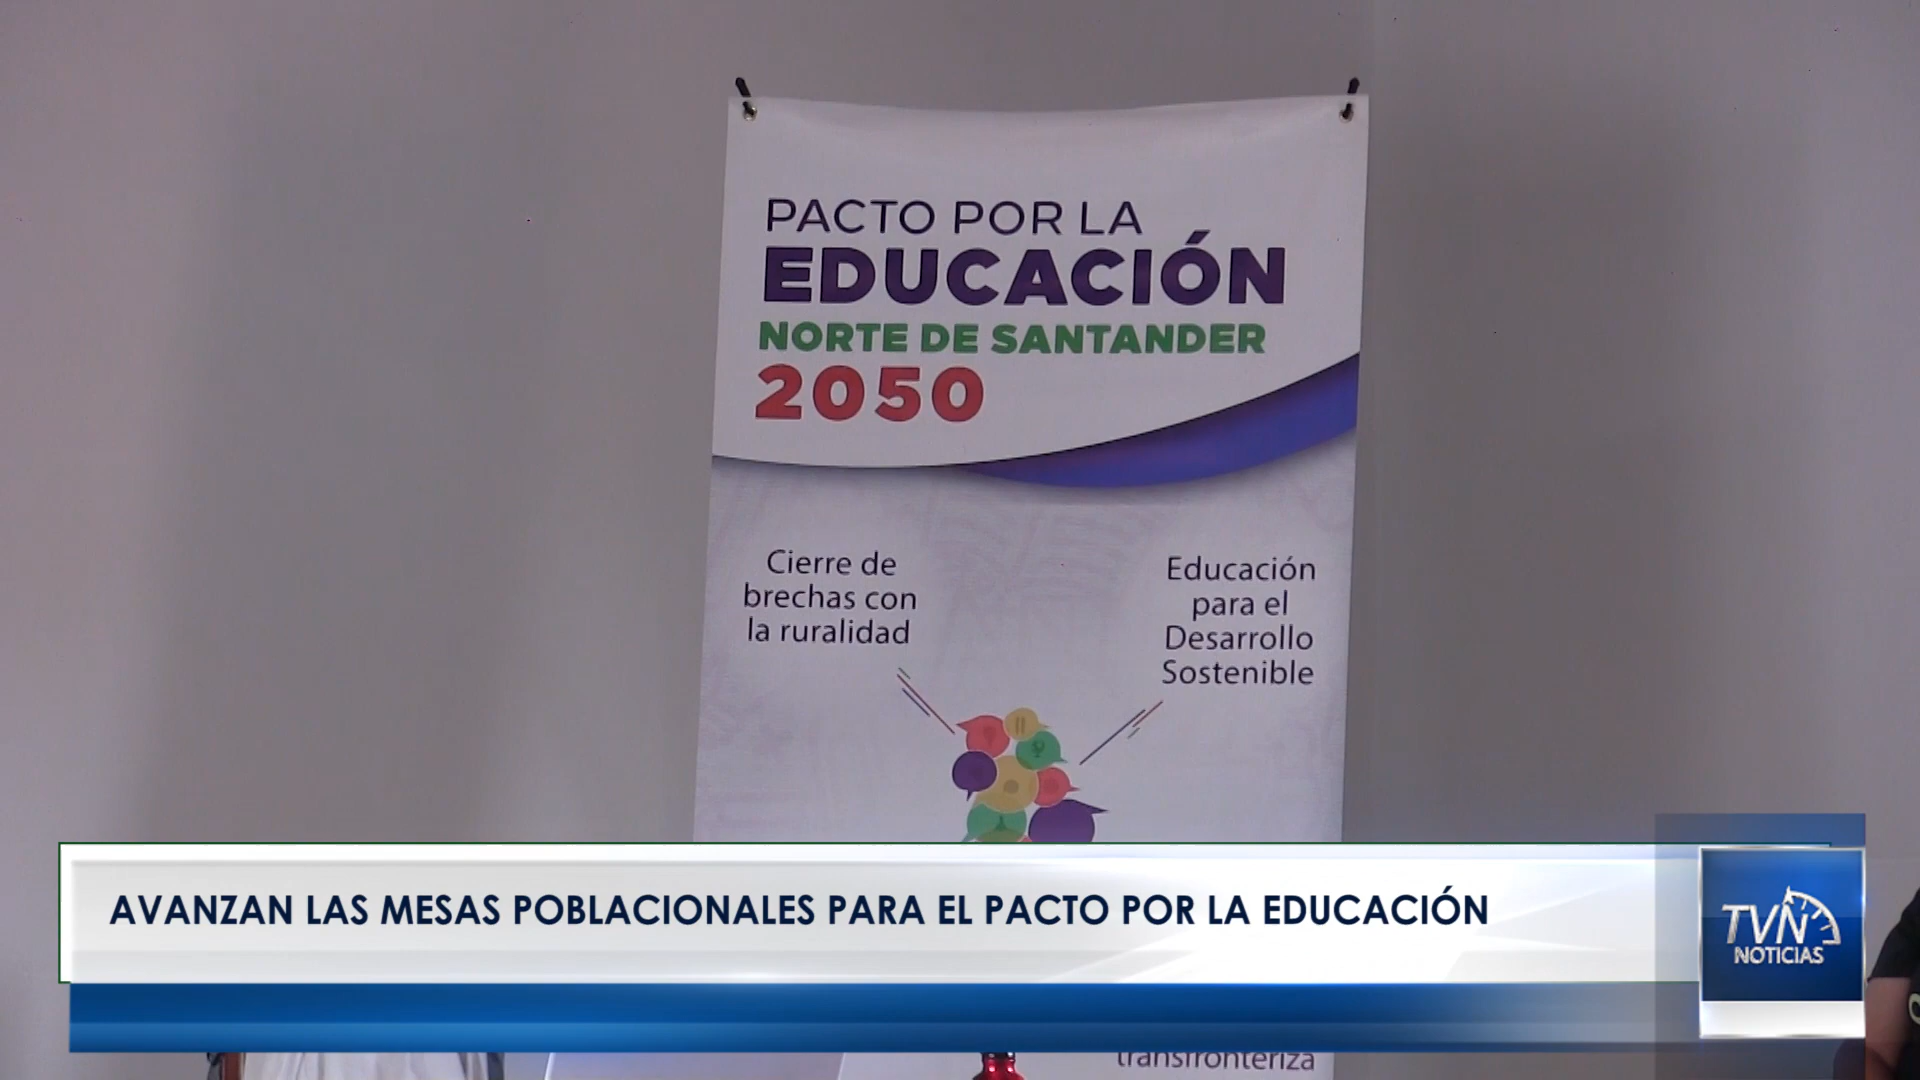 PACTO POR LA
EDUCACIÓN
NORTE DE SANTANDER
2050
Cierre de
brechas con
la ruralidad
Educación
para el
Desarrollo
Sostenible
AVANZAN LAS MESAS POBLACIONALES PARA EL PACTO POR LA EDUCACIÓN
TVN
NOTICIAS
transfronteriza